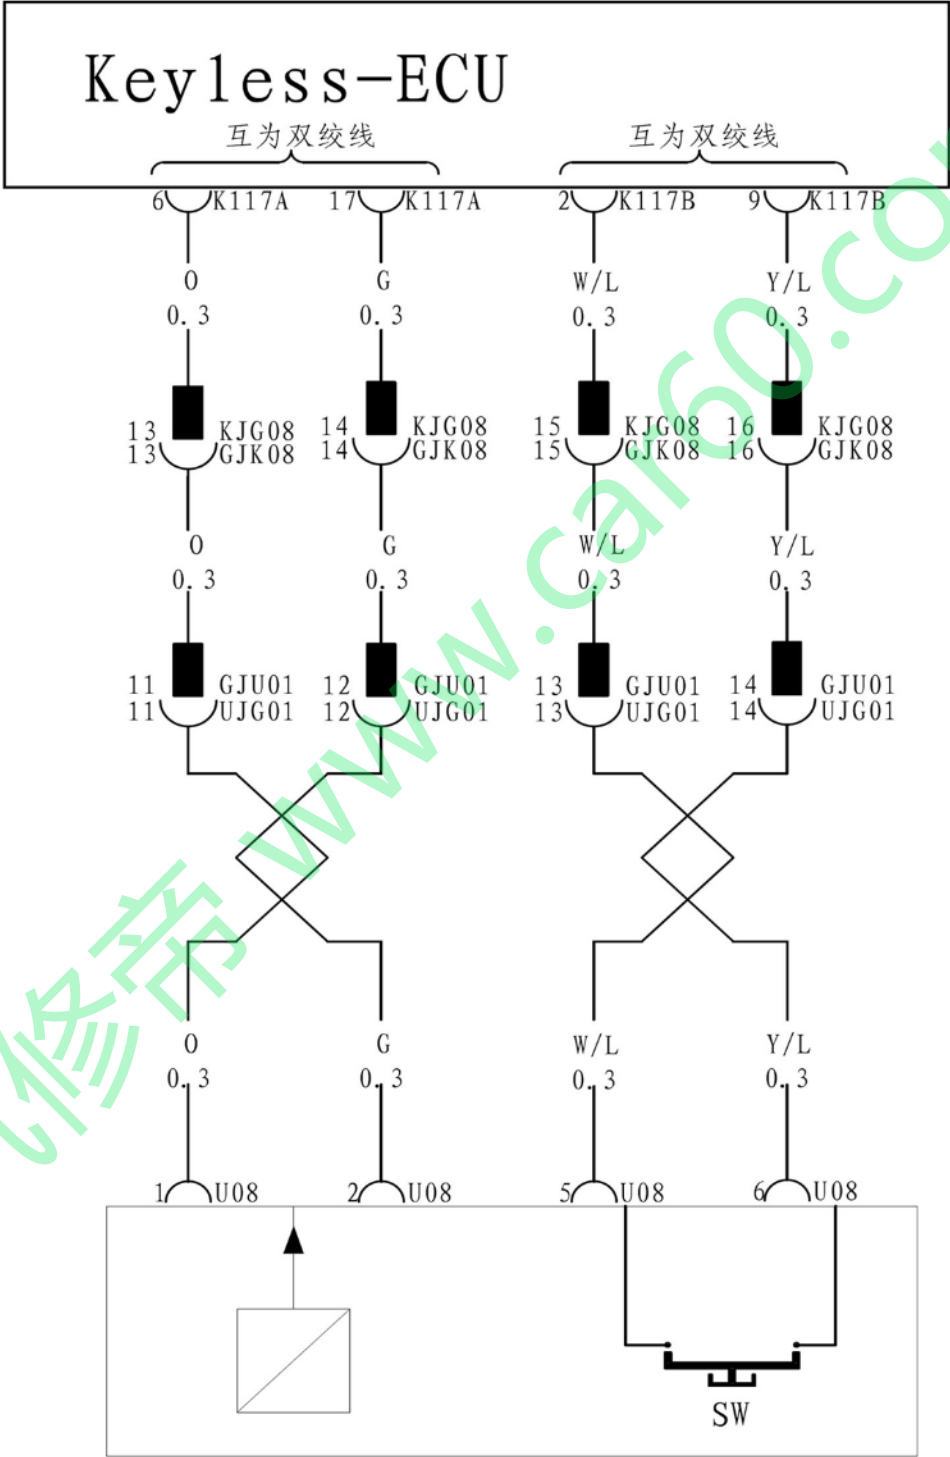 Keyless-ECU
互为双绞线 互为双绞线
6 K117A 17 K117A 2 K117B 9 K117B
O G W/L Y/L
0.3 0.3 0.3 0.3
13 KJG08 14 KJG08 15 KJG08 16 KJG08
13 GJK08 14 GJK08 15 GJK08 16 GJK08
O G W/L Y/L
0.3 0.3 0.3 0.3
11 GJU01 12 GJU01 13 GJU01 14 GJU01
11 UJG01 12 UJG01 13 UJG01 14 UJG01
O G W/L Y/L
0.3 0.3 0.3 0.3
1 U08 2 U08 5 U08 6 U08
SW
修帝 www.car60.co